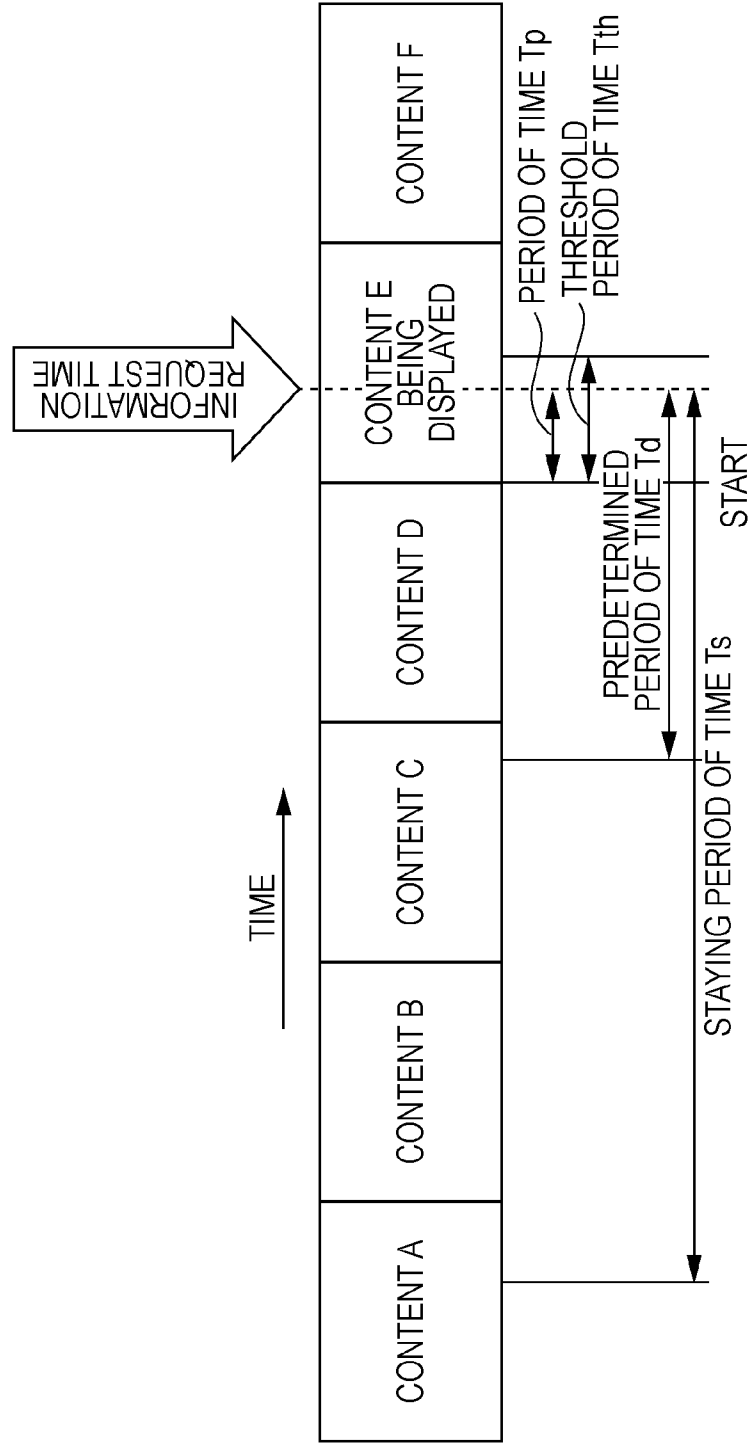 INFORMATION
REQUEST TIME
TIME
CONTENT A
CONTENT B
CONTENT C
CONTENT D
CONTENT E
BEING
DISPLAYED
CONTENT F
PERIOD OF TIME Tp
THRESHOLD
PERIOD OF TIME Tth
PREDETERMINED
PERIOD OF TIME Td
STAYING PERIOD OF TIME Ts
START